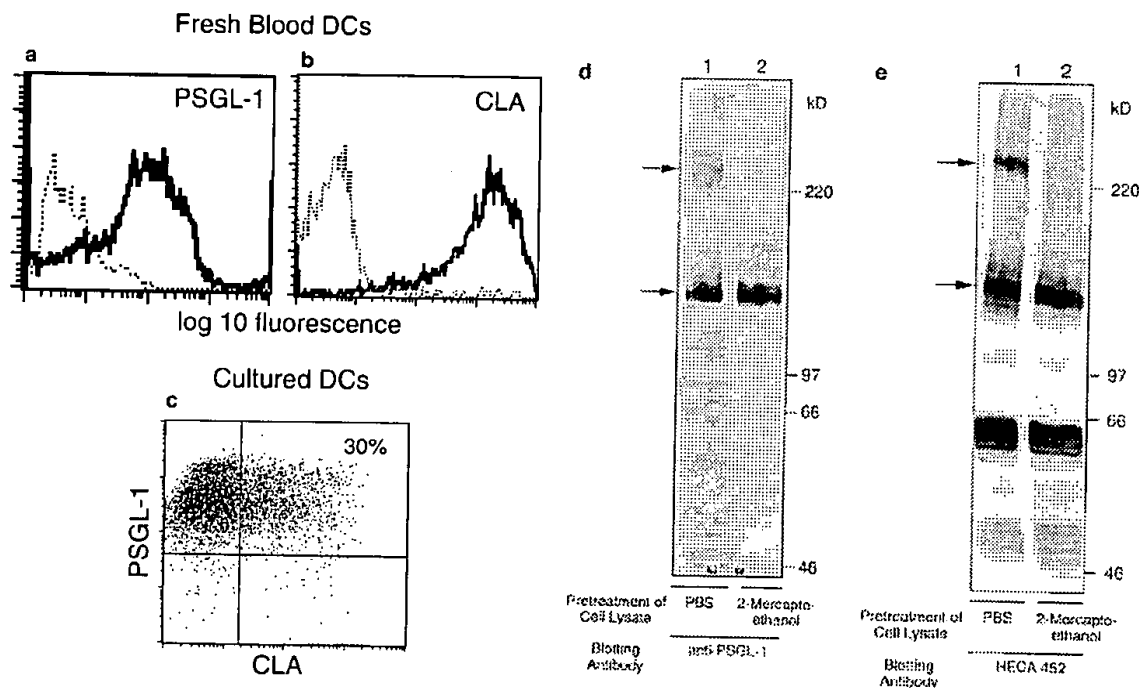 Fresh Blood DCs
a
PSGL-1
b
CLA
log 10 fluorescence
Cultured DCs
c
30%
PSGL-1
CLA
d
1 2
kD
220
97
66
46
Pretreatment of
Cell Lysate
PBS
2-Mercapto-
ethanol
Blotting
Antibody
anti-PSGL-1
e
1 2
kD
220
97
66
46
Pretreatment of
Cell Lysate
PBS
2-Mercapto-
ethanol
Blotting
Antibody
HECA 452